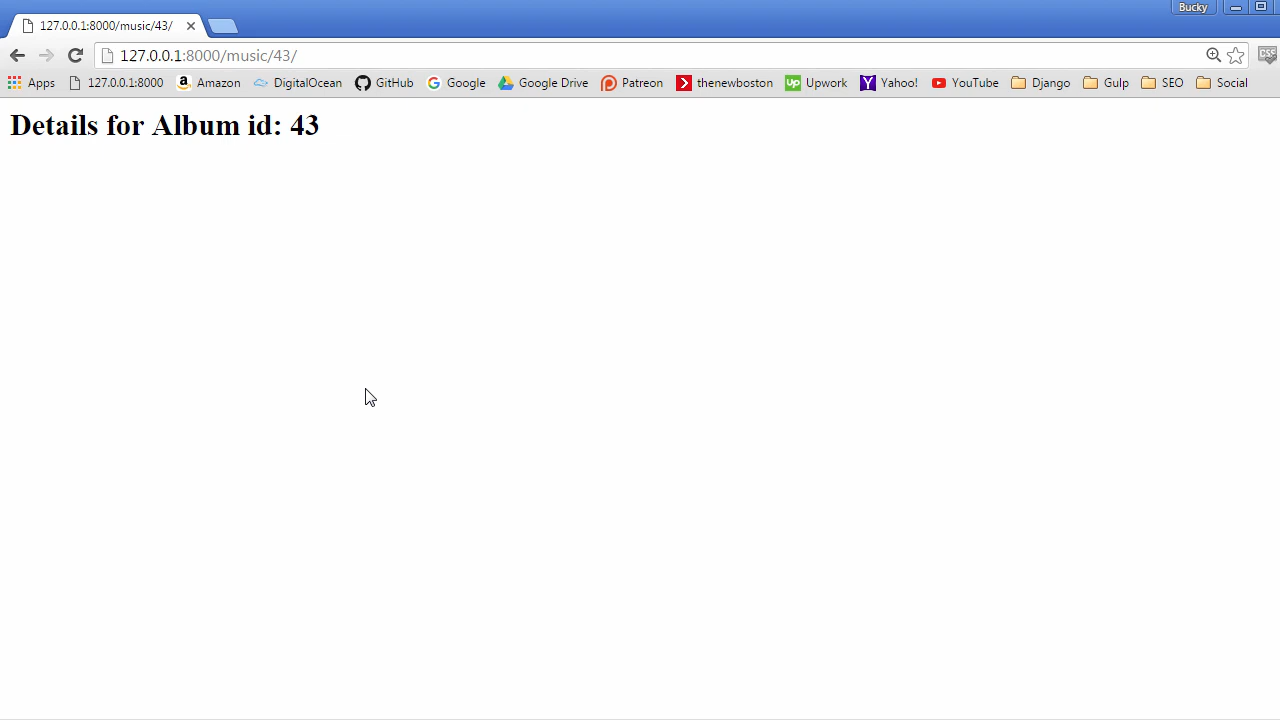 Bucky
127.0.0.1:8000/music/43/
127.0.0.1:8000/music/43/
CSS
Apps 127.0.0.1:8000 a Amazon DigitalOcean GitHub G Google Google Drive Patreon thenewboston up Upwork Y Yahoo! YouTube Django Gulp SEO Social
Details for Album id: 43